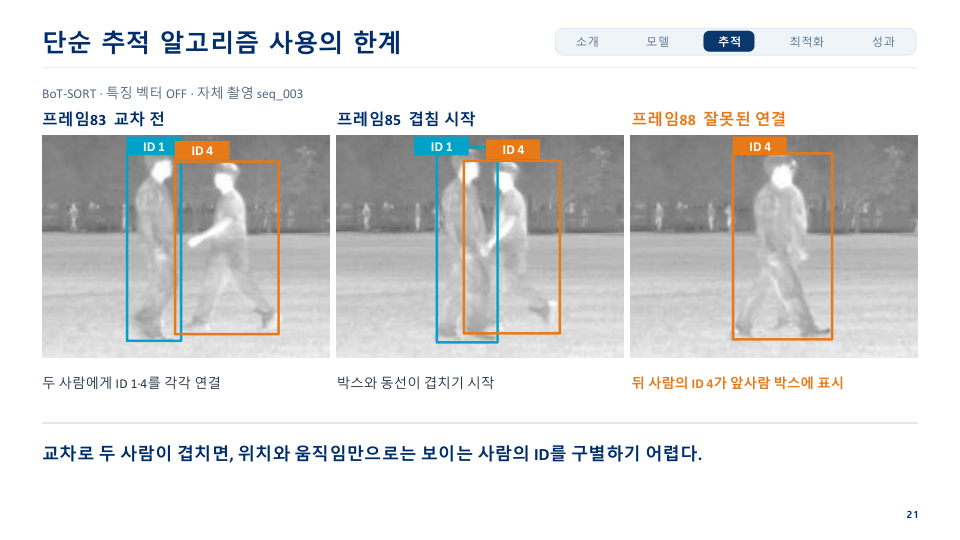 단순 추적 알고리즘 사용의 한계
소개 모델 추적 최적화 성과
BoT-SORT · 특징 벡터 OFF · 자체 촬영 seq_003
프레임83 교차 전
프레임85 겹침 시작
프레임88 잘못된 연결
ID 1 ID 4
ID 1 ID 4
ID 4
두 사람에게 ID 1·4를 각각 연결
박스와 동선이 겹치기 시작
뒤 사람의 ID 4가 앞사람 박스에 표시
교차로 두 사람이 겹치면, 위치와 움직임만으로는 보이는 사람의 ID를 구별하기 어렵다.
21